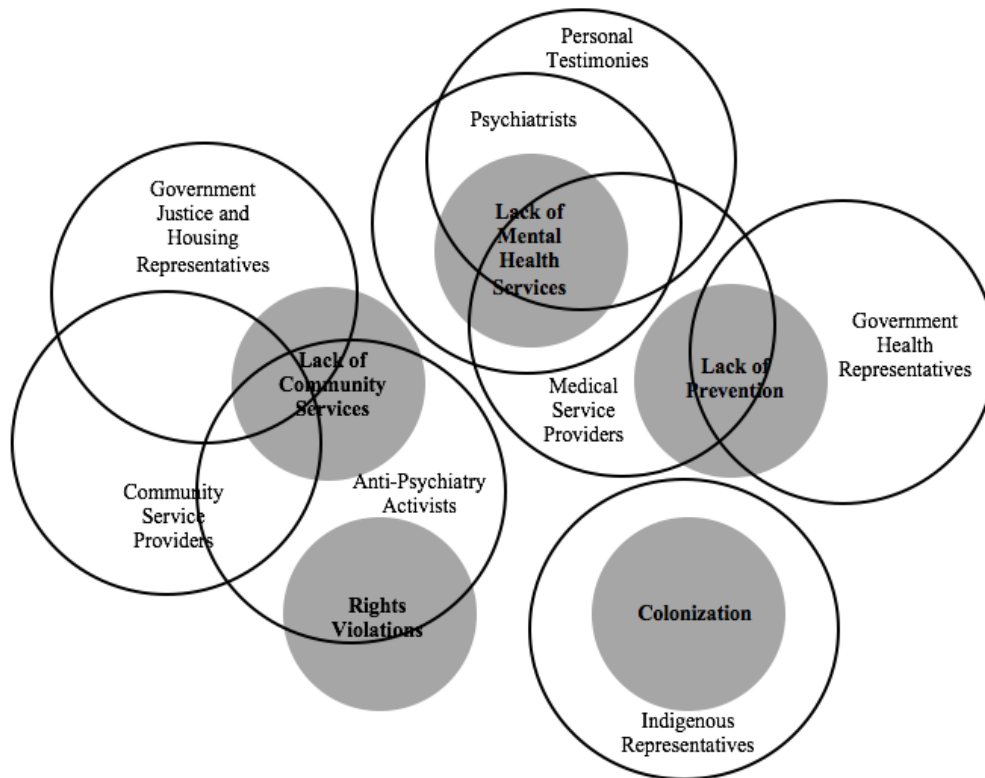 Personal
Testimonies
Psychiatrists
Government
Justice and
Housing
Representatives
Lack of
Mental
Health
Services
Government
Health
Representatives
Lack of
Community
Services
Lack of
Prevention
Medical
Service
Providers
Anti-Psychiatry
Activists
Community
Service
Providers
Rights
Violations
Colonization
Indigenous
Representatives